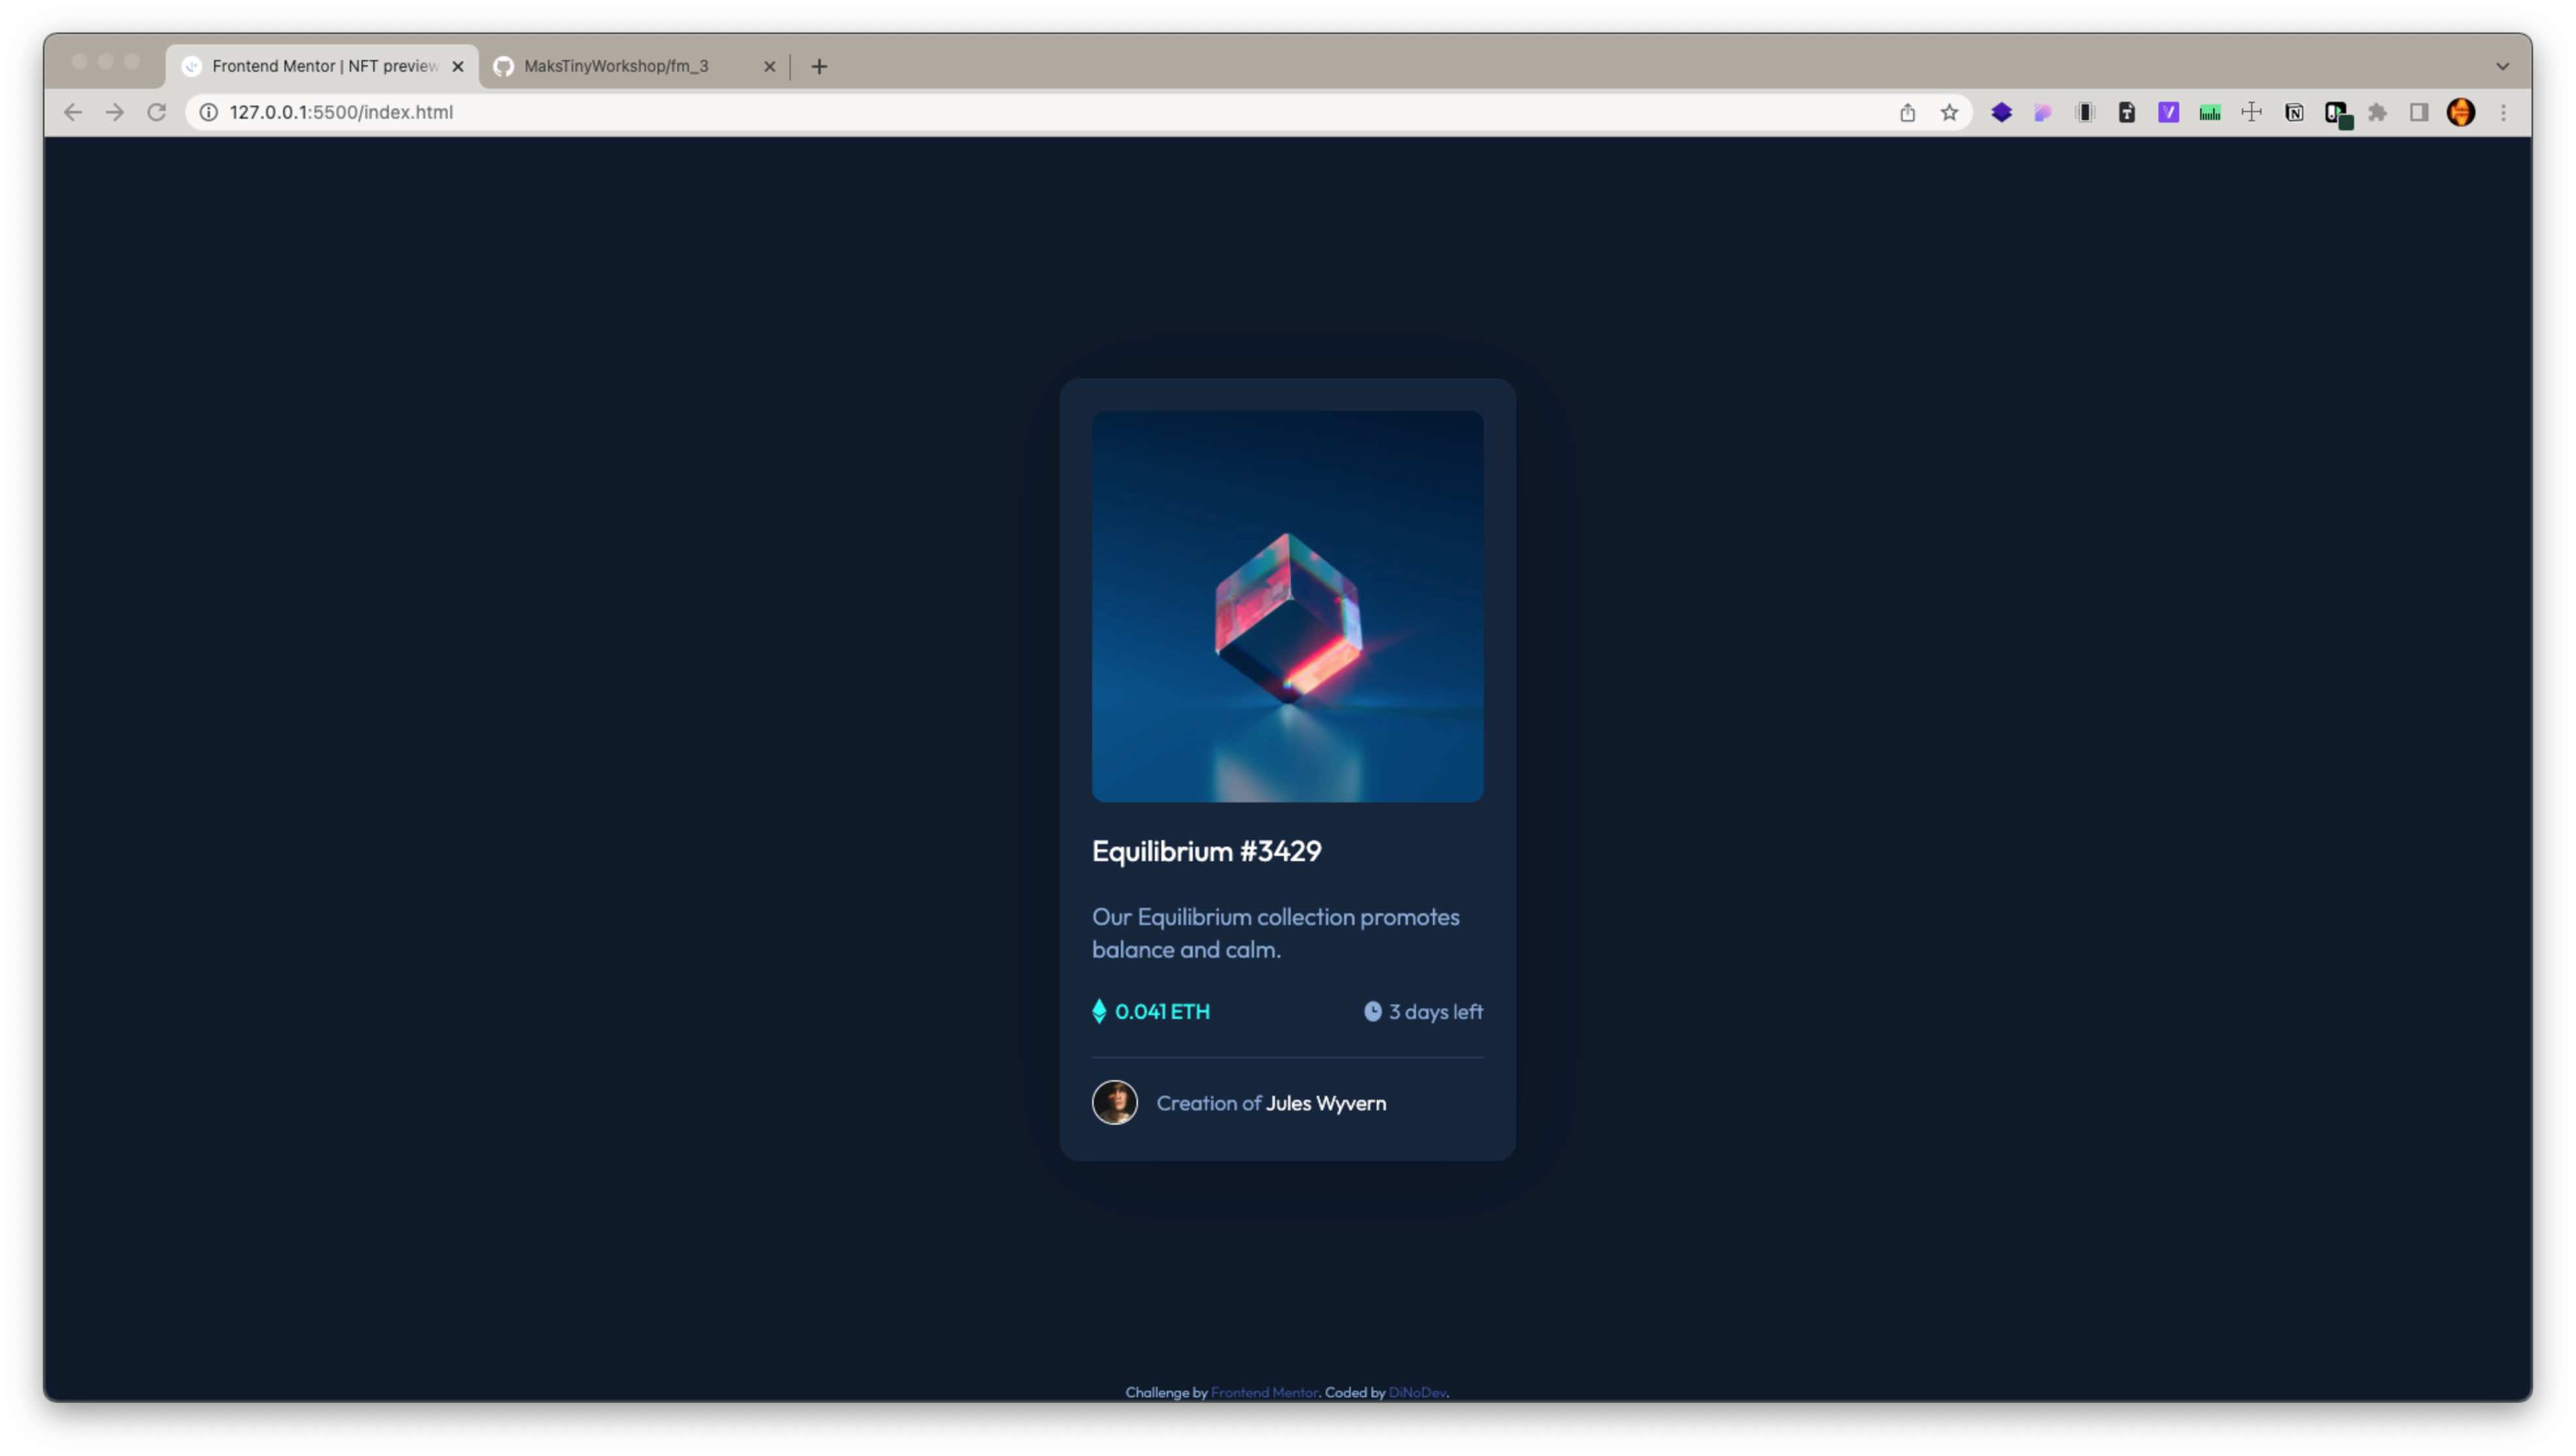 Frontend Mentor | NFT preview
MaksTinyWorkshop/fm_3
127.0.0.1:5500/index.html
Equilibrium #3429
Our Equilibrium collection promotes
balance and calm.
0.041 ETH
3 days left
Creation of Jules Wyvern
Challenge by Frontend Mentor. Coded by DiNoDev.